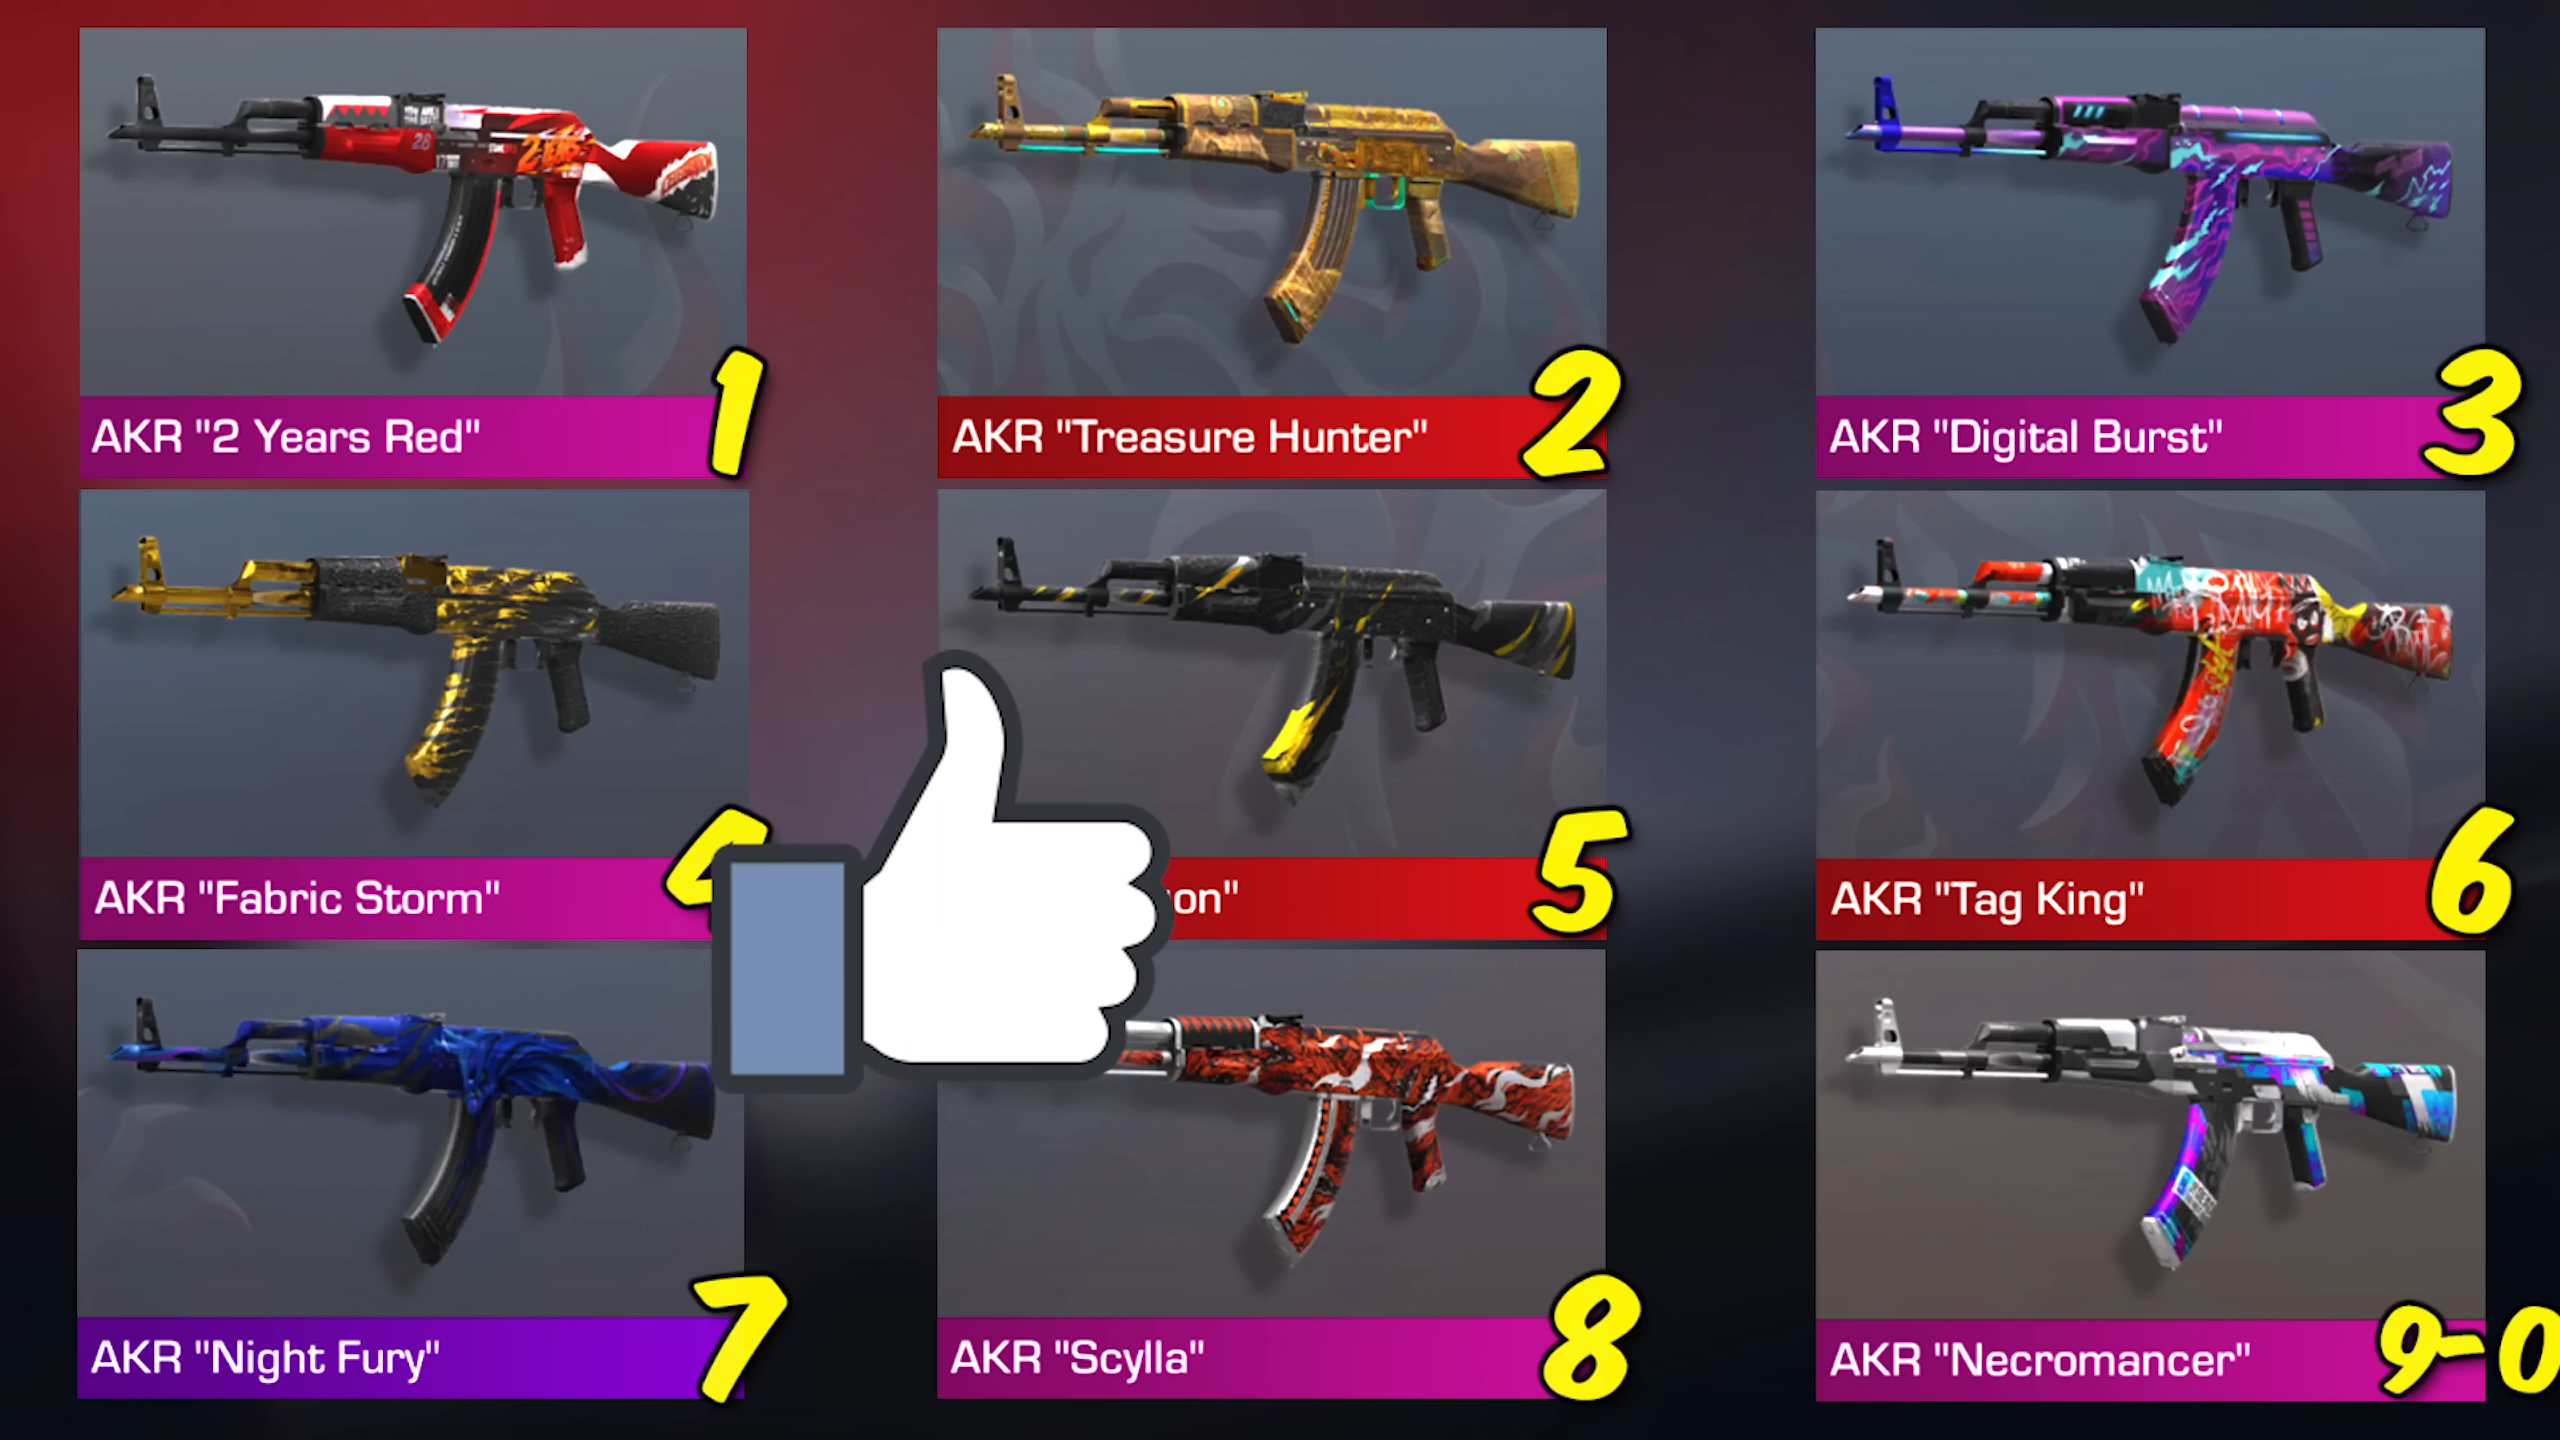 AKR "2 Years Red"
1
AKR "Treasure Hunter"
2
AKR "Digital Burst"
3
AKR "Fabric Storm"
4
5
AKR "Tag King"
6
AKR "Night Fury"
7
AKR "Scylla"
8
AKR "Necromancer"
9-0